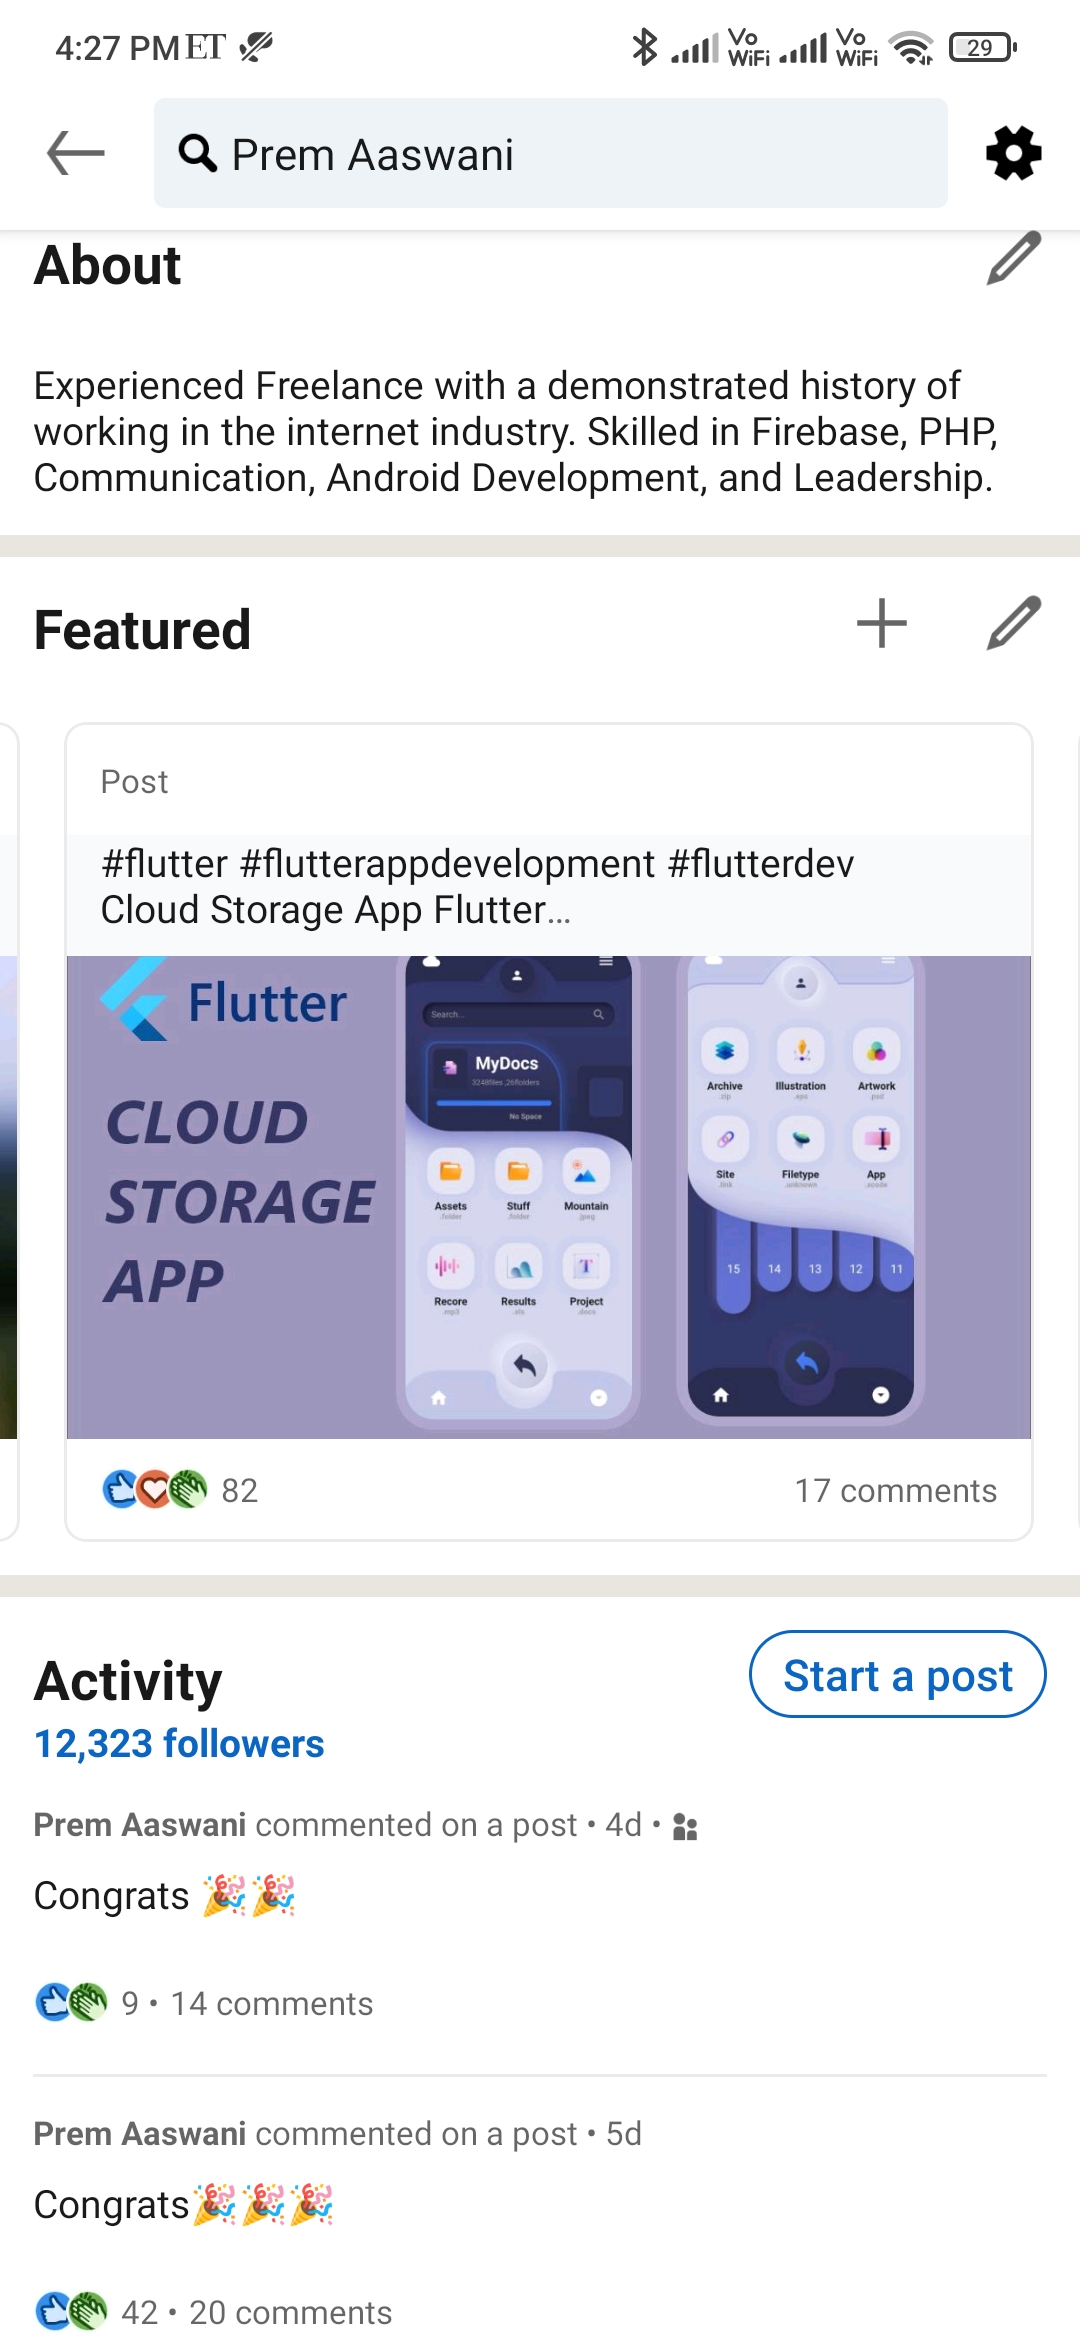 4:27 PM ET
Vo WiFi
Vo WiFi
29
Prem Aaswani
About
Experienced Freelance with a demonstrated history of
working in the internet industry. Skilled in Firebase, PHP,
Communication, Android Development, and Leadership.
Featured
Post
#flutter #flutterappdevelopment #flutterdev
Cloud Storage App Flutter...
Flutter
CLOUD
STORAGE
APP
Search...
MyDocs
3248files ,26folders
No Space
Assets Stuff Mountain
.folder .folder .jpeg
T
Recore Results Project
.mp3 .xls .docx
Archive Illustration Artwork
.zip .eps .psd
Site Filetype App
.link .unknown .xcode
15 14 13 12 11
82
17 comments
Activity
Start a post
12,323 followers
Prem Aaswani commented on a post • 4d •
Congrats 🎉🎉
9 • 14 comments
Prem Aaswani commented on a post • 5d
Congrats🎉🎉🎉
42 • 20 comments